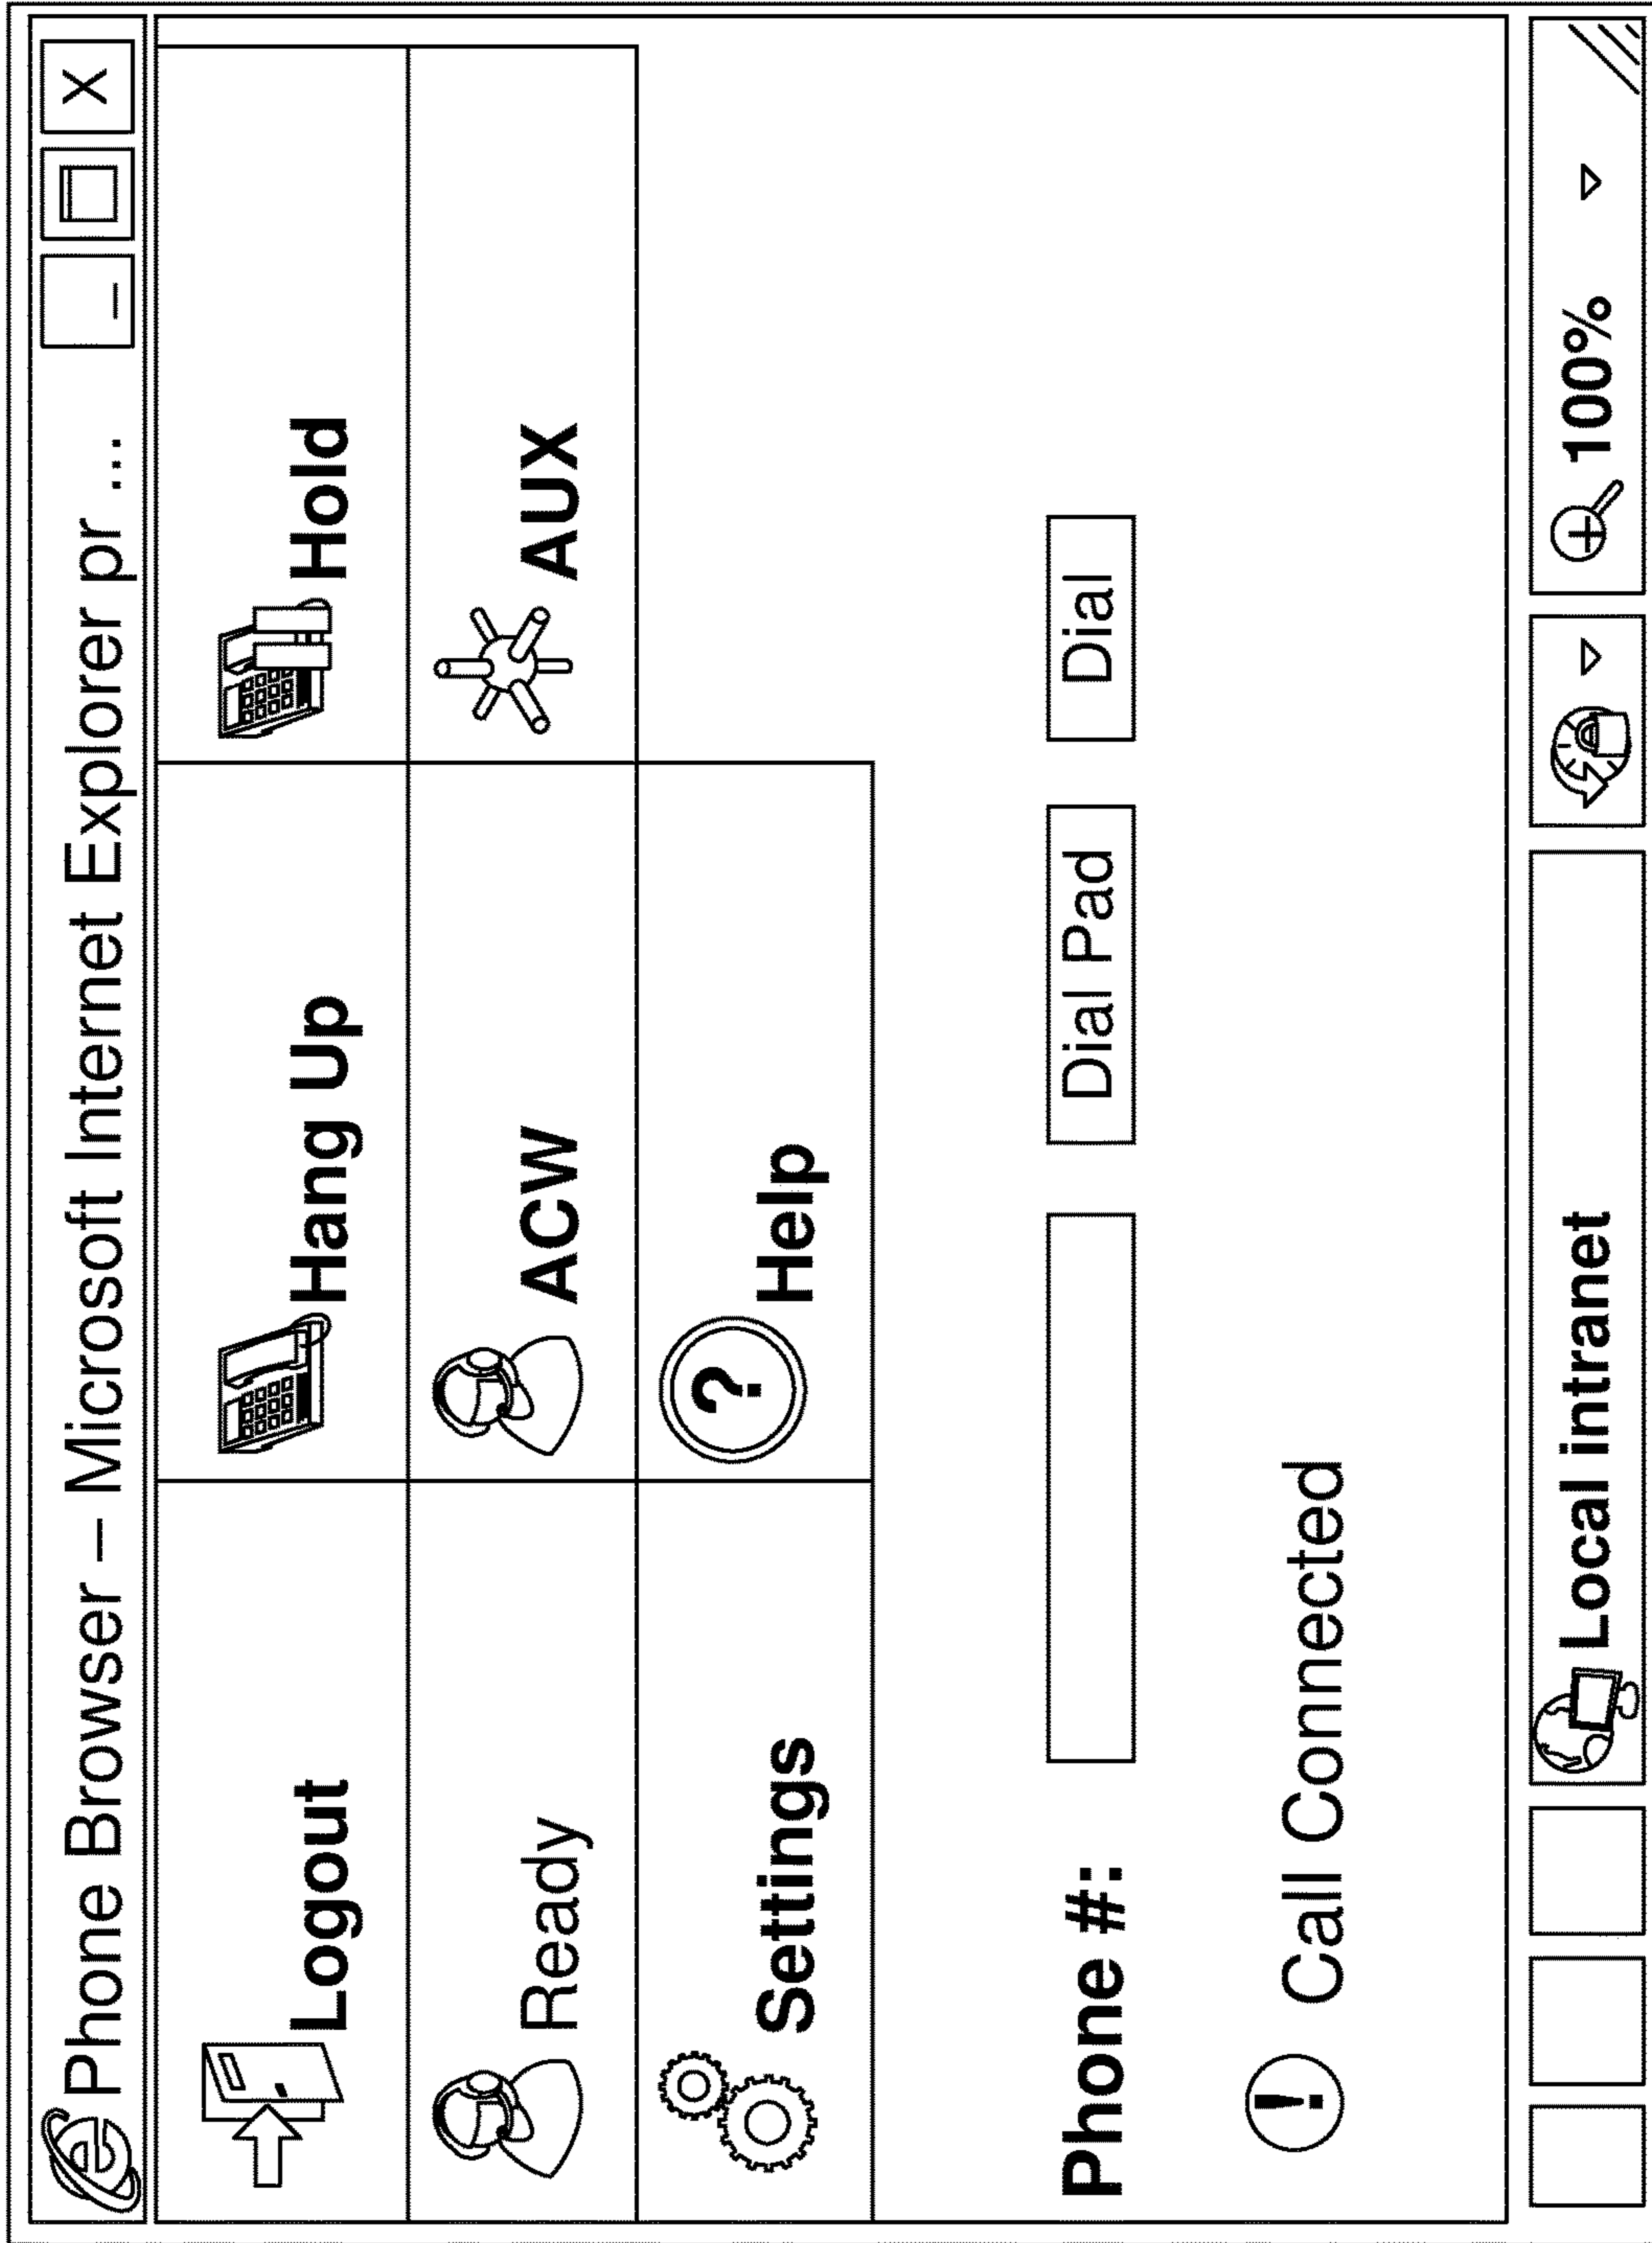 Phone Browser – Microsoft Internet Explorer pr ... _ X
Logout Hang Up Hold
Ready ACW AUX
Settings ? Help
Phone #: Dial Pad Dial
! Call Connected
Local intranet 100%